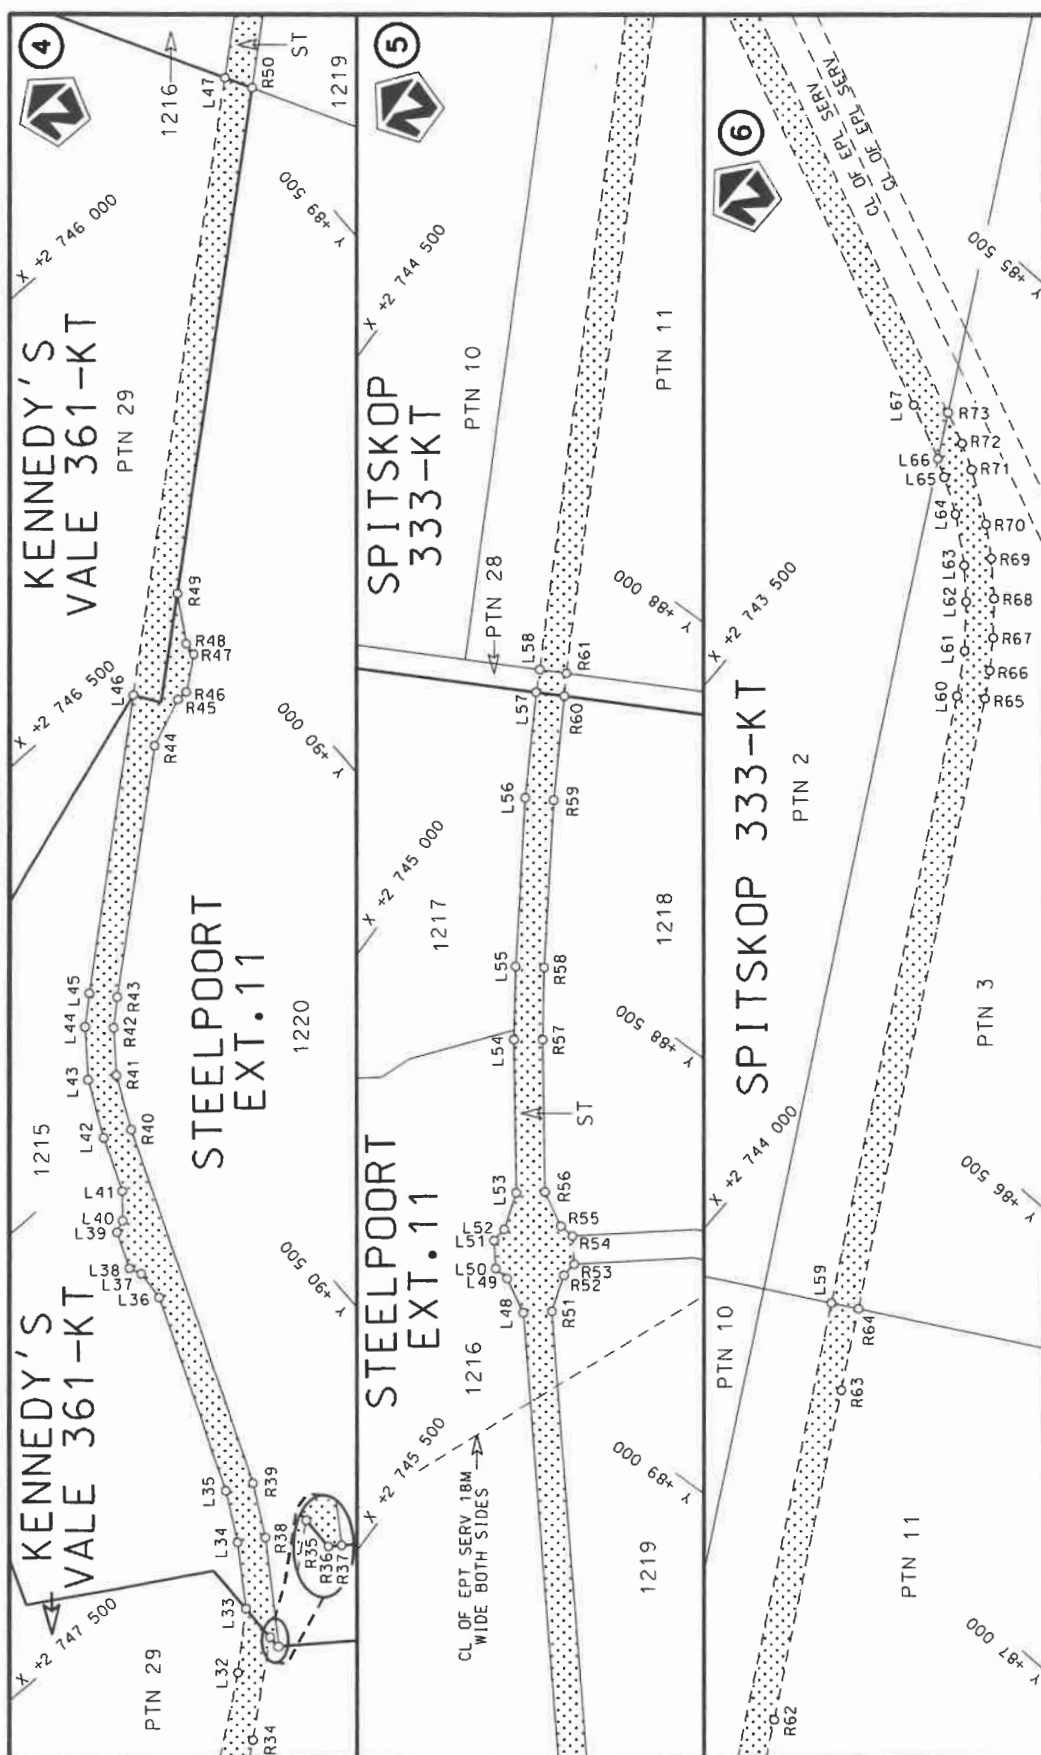 4
KENNEDY'S
VALE 361-KT
PTN 29
1216
ST
1219
L47
R50
X +2 746 000
Y +89 500
R49
R48
R47
R46
R45
R44
L46
X +2 746 500
Y +90 000
STEELPOORT
EXT.11
1220
1215
L45
L44
L43
L42
L41
L40
L39
L38
L37
L36
R43
R42
R41
R40
Y +90 500
KENNEDY'S
VALE 361-KT
L35
L34
L33
L32
R39
R38
R35
R36
R37
R34
X +2 747 500
PTN 29
5
X +2 744 500
SPITSKOP
333-KT
PTN 10
PTN 11
PTN 28
Y +88 000
L58
L57
R61
R60
L56
R59
X +2 745 000
1217
1218
L55
R58
L54
R57
Y +88 500
ST
STEELPOORT
EXT.11
L53
L52
L51
L50
L49
L48
R56
R55
R54
R53
R52
R51
1216
X +2 745 500
Y +89 000
CL OF EPT SERV 18M
WIDE BOTH SIDES
1219
6
CL OF EPL SERV
CL OF EPL SERV
Y +85 500
L67
L66
L65
L64
L63
L62
L61
L60
R73
R72
R71
R70
R69
R68
R67
R66
R65
X +2 743 500
SPITSKOP 333-KT
PTN 2
PTN 3
X +2 744 000
Y +86 500
L59
R64
R63
PTN 10
PTN 11
Y +87 000
R62